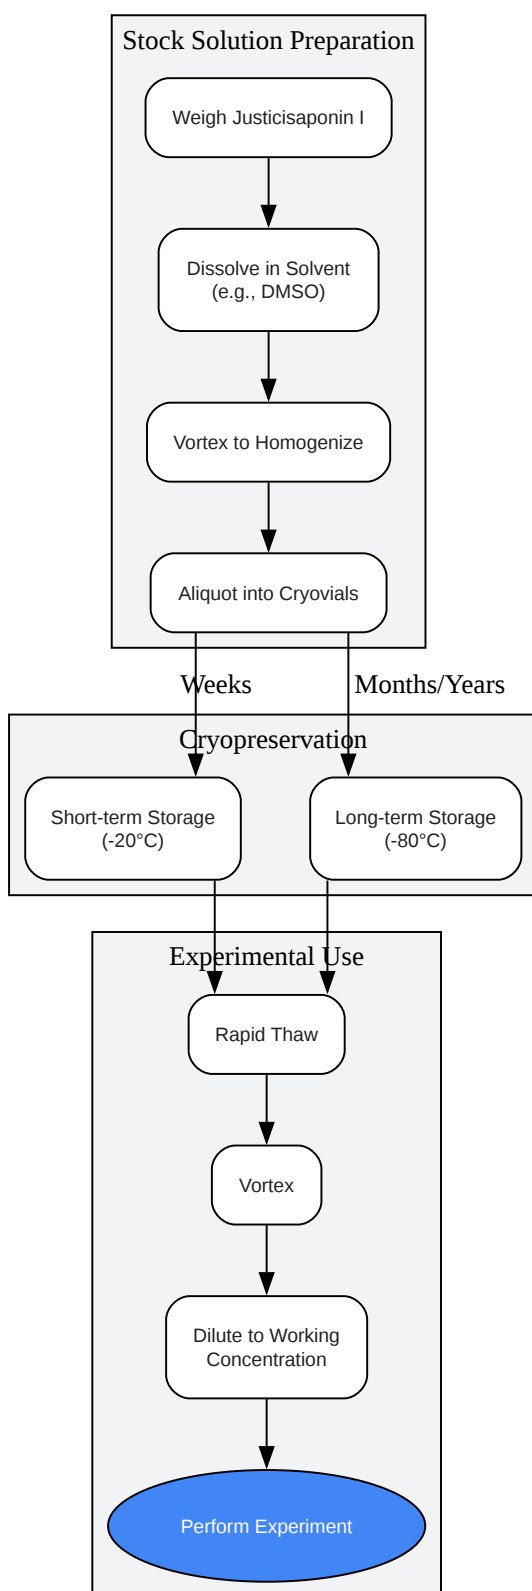 Stock Solution Preparation
Weigh Justicisaponin I
Dissolve in Solvent
(e.g., DMSO)
Vortex to Homogenize
Aliquot into Cryovials
Weeks
Months/Years
Cryopreservation
Short-term Storage
(-20°C)
Long-term Storage
(-80°C)
Experimental Use
Rapid Thaw
Vortex
Dilute to Working
Concentration
Perform Experiment